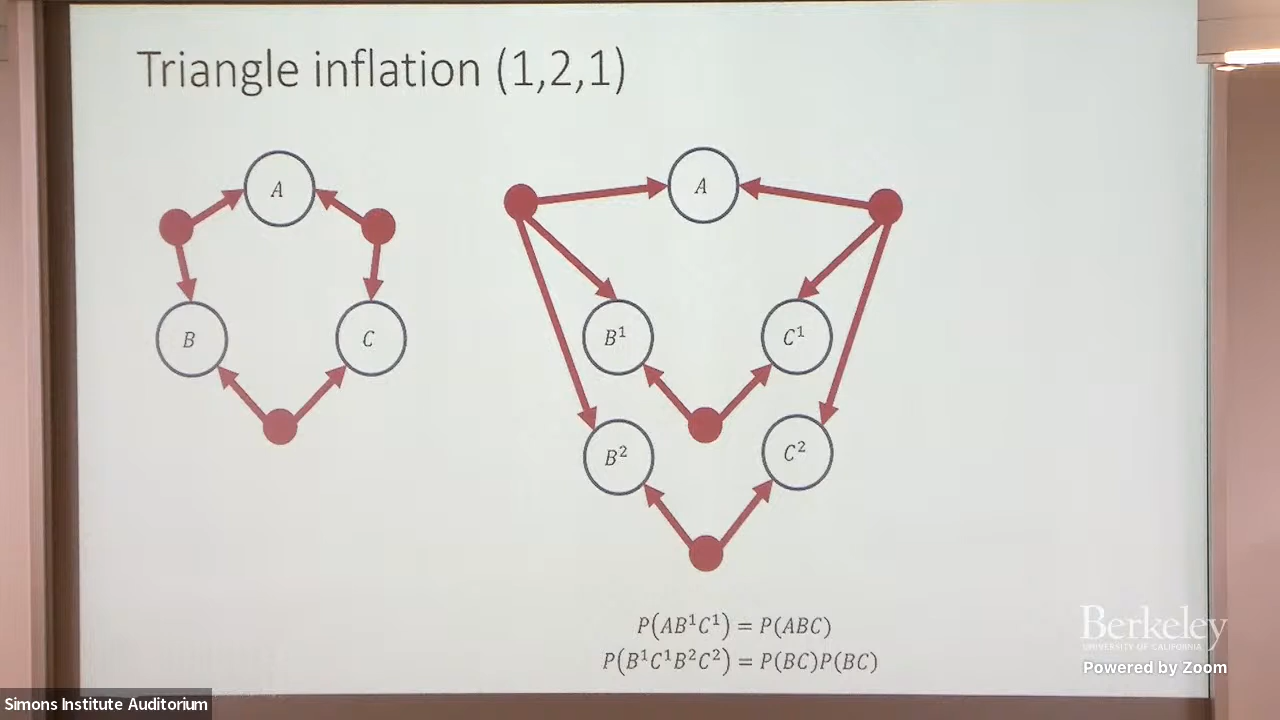 Triangle inflation (1,2,1)
A
B
C
A
B¹
C¹
B²
C²
P(AB¹C¹) = P(ABC)
P(B¹C¹B²C²) = P(BC)P(BC)
Berkeley
UNIVERSITY OF CALIFORNIA
Powered by Zoom
Simons Institute Auditorium